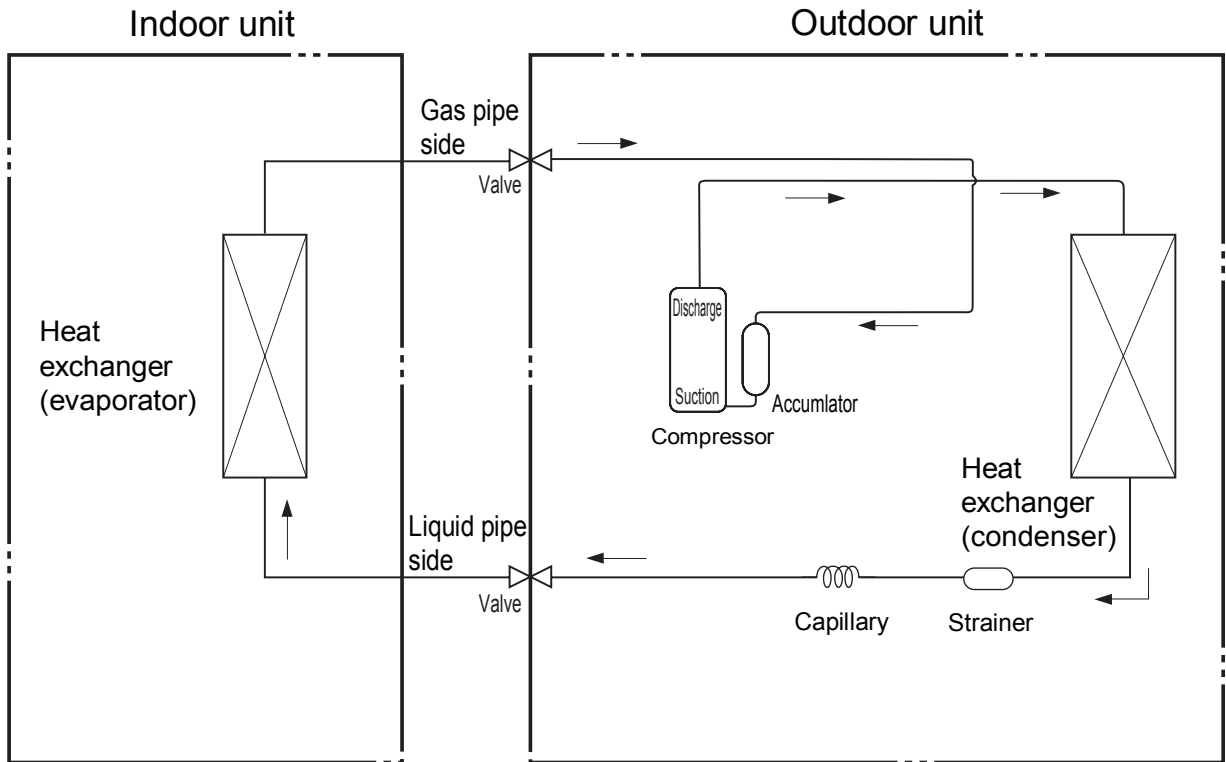 Indoor unit
Outdoor unit
Gas pipe
side
Valve
Discharge
Suction
Accumlator
Compressor
Heat
exchanger
(evaporator)
Heat
exchanger
(condenser)
Liquid pipe
side
Valve
Capillary
Strainer